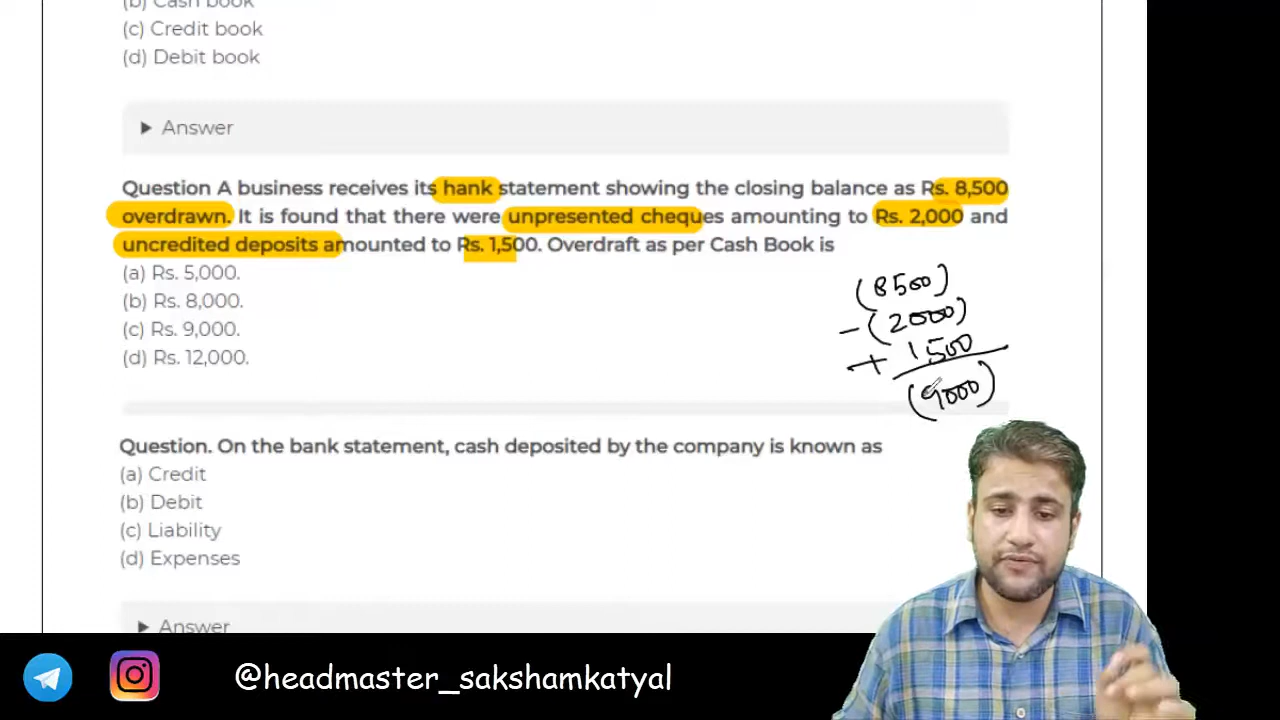 (b) Cash book
(c) Credit book
(d) Debit book
▶ Answer
Question A business receives its hank statement showing the closing balance as Rs. 8,500
overdrawn. It is found that there were unpresented cheques amounting to Rs. 2,000 and
uncredited deposits amounted to Rs. 1,500. Overdraft as per Cash Book is
(a) Rs. 5,000.
(b) Rs. 8,000.
(c) Rs. 9,000.
(d) Rs. 12,000.
(8500)
- (2000)
+ 1500
(9000)
Question. On the bank statement, cash deposited by the company is known as
(a) Credit
(b) Debit
(c) Liability
(d) Expenses
▶ Answer
@headmaster_sakshamkatyal